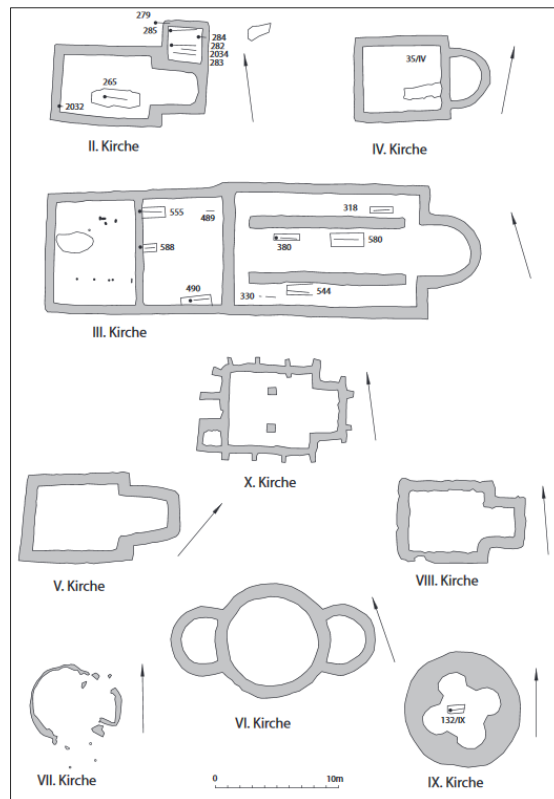 279
285
284
282
2034
283
265
2032
II. Kirche
35/IV
IV. Kirche
555
489
318
588
380
580
490
330
544
III. Kirche
X. Kirche
V. Kirche
VIII. Kirche
VI. Kirche
132/IX
VII. Kirche
0
10m
IX. Kirche